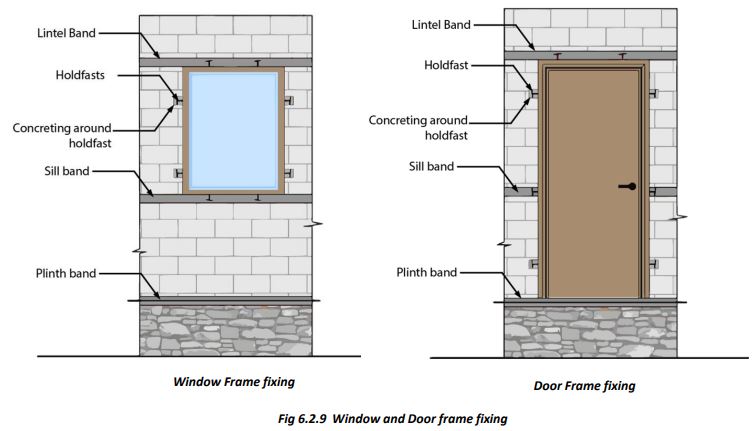 Lintel Band
Holdfasts
Concreting around
holdfast
Sill band
Plinth band
Window Frame fixing
Lintel Band
Holdfast
Concreting around
holdfast
Sill band
Plinth band
Door Frame fixing
Fig 6.2.9 Window and Door frame fixing